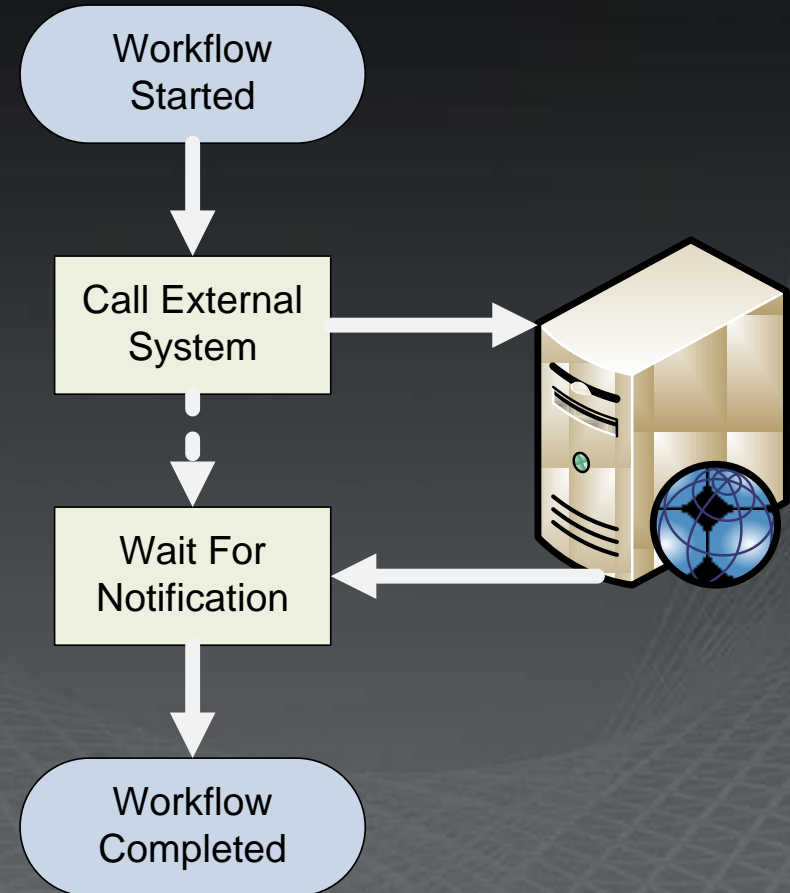 Workflow
Started
Call External
System
Wait For
Notification
Workflow
Completed